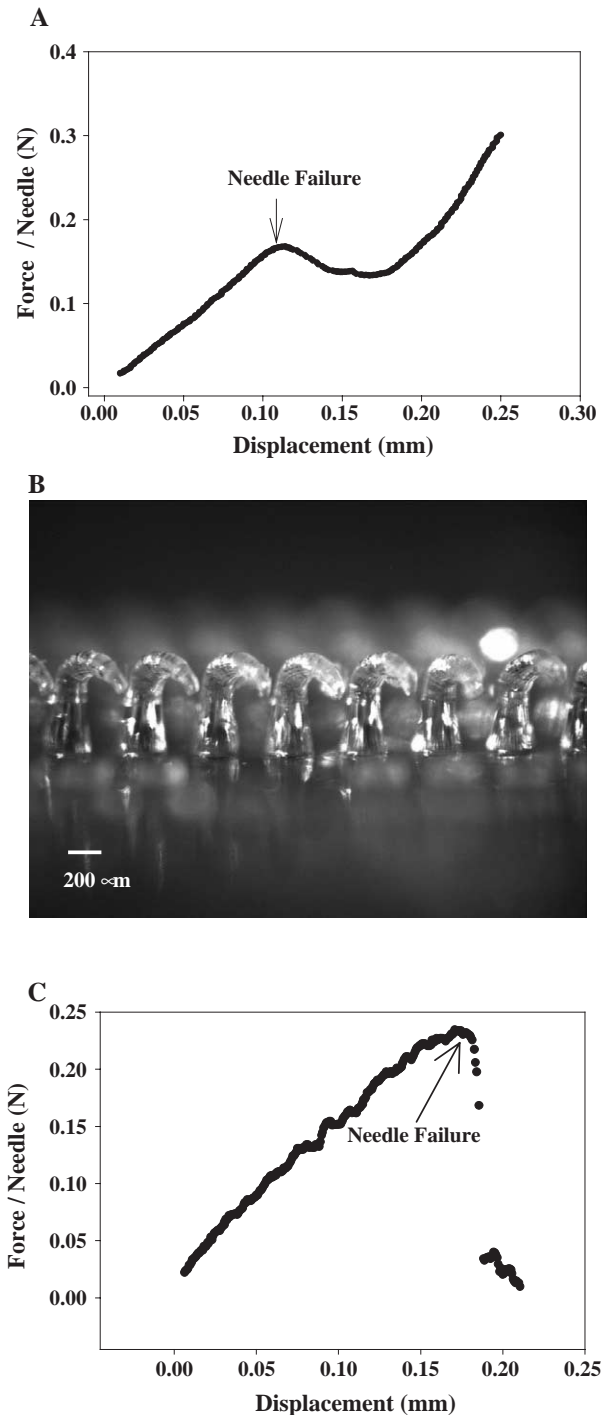 A
0.4
0.3
0.2
0.1
0.0
Force / Needle (N)
Needle Failure
0.00 0.05 0.10 0.15 0.20 0.25 0.30
Displacement (mm)
B
200 ∝m
C
0.25
0.20
0.15
0.10
0.05
0.00
Force / Needle (N)
Needle Failure
0.00 0.05 0.10 0.15 0.20 0.25
Displacement (mm)